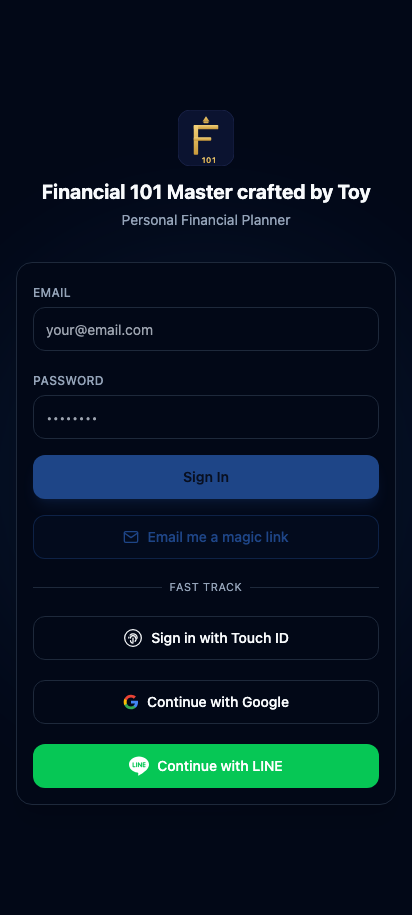 F
101
Financial 101 Master crafted by Toy
Personal Financial Planner
EMAIL
your@email.com
PASSWORD
••••••••
Sign In
Email me a magic link
FAST TRACK
Sign in with Touch ID
Continue with Google
LINE Continue with LINE